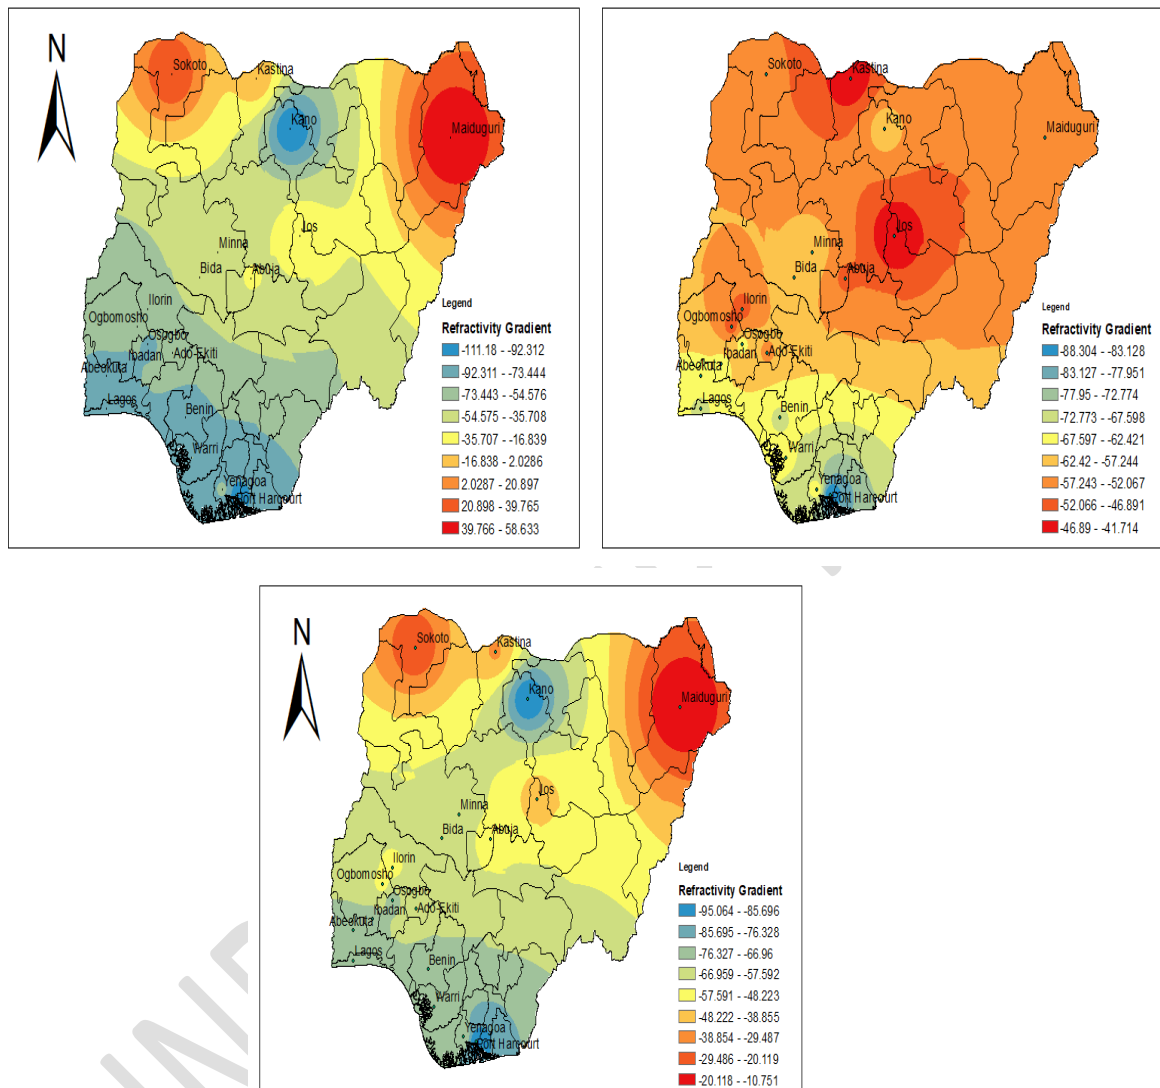 N
Sokoto
Kastina
Kano
Maiduguri
Jos
Minna
Bida
Abuja
Ilorin
Ogbomosho
Osogbo
Ibadan
Ado-Ekiti
Abeokuta
Lagos
Benin
Warri
Yenagoa
Port Harcourt
Legend
Refractivity Gradient
-111.18 - -92.312
-92.311 - -73.444
-73.443 - -54.576
-54.575 - -35.708
-35.707 - -16.839
-16.838 - 2.0286
2.0287 - 20.897
20.898 - 39.765
39.766 - 58.633
Sokoto
Kastina
Kano
Maiduguri
Jos
Minna
Bida
Abuja
Ilorin
Ogbomosho
Osogbo
Ibadan
Ado-Ekiti
Abeokuta
Lagos
Benin
Warri
Yenagoa
Port Harcourt
Legend
Refractivity Gradient
-88.304 - -83.128
-83.127 - -77.951
-77.95 - -72.774
-72.773 - -67.598
-67.597 - -62.421
-62.42 - -57.244
-57.243 - -52.067
-52.066 - -46.891
-46.89 - -41.714
N
Sokoto
Kastina
Kano
Maiduguri
Jos
Minna
Bida
Abuja
Ilorin
Ogbomosho
Osogbo
Ibadan
Ado-Ekiti
Abeokuta
Lagos
Benin
Warri
Yenagoa
Port Harcourt
Legend
Refractivity Gradient
-95.064 - -85.696
-85.695 - -76.328
-76.327 - -66.96
-66.959 - -57.592
-57.591 - -48.223
-48.222 - -38.855
-38.854 - -29.487
-29.486 - -20.119
-20.118 - -10.751